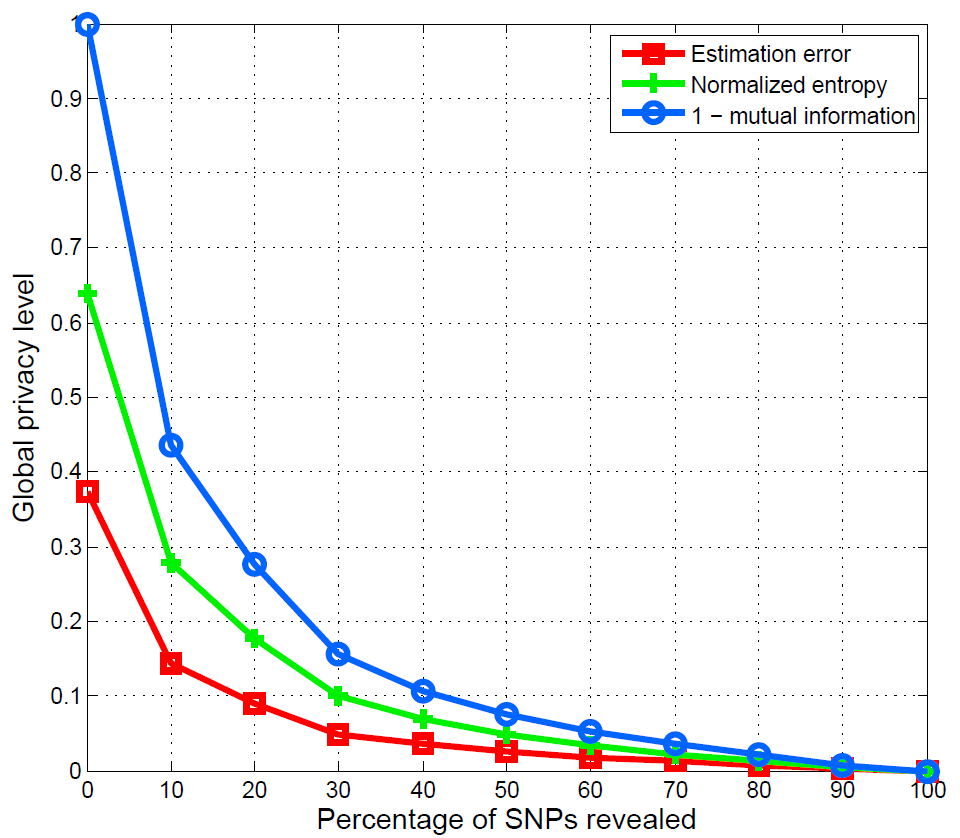 1
0.9
0.8
0.7
0.6
0.5
0.4
0.3
0.2
0.1
0
Global privacy level
Estimation error
Normalized entropy
1 − mutual information
0 10 20 30 40 50 60 70 80 90 100
Percentage of SNPs revealed